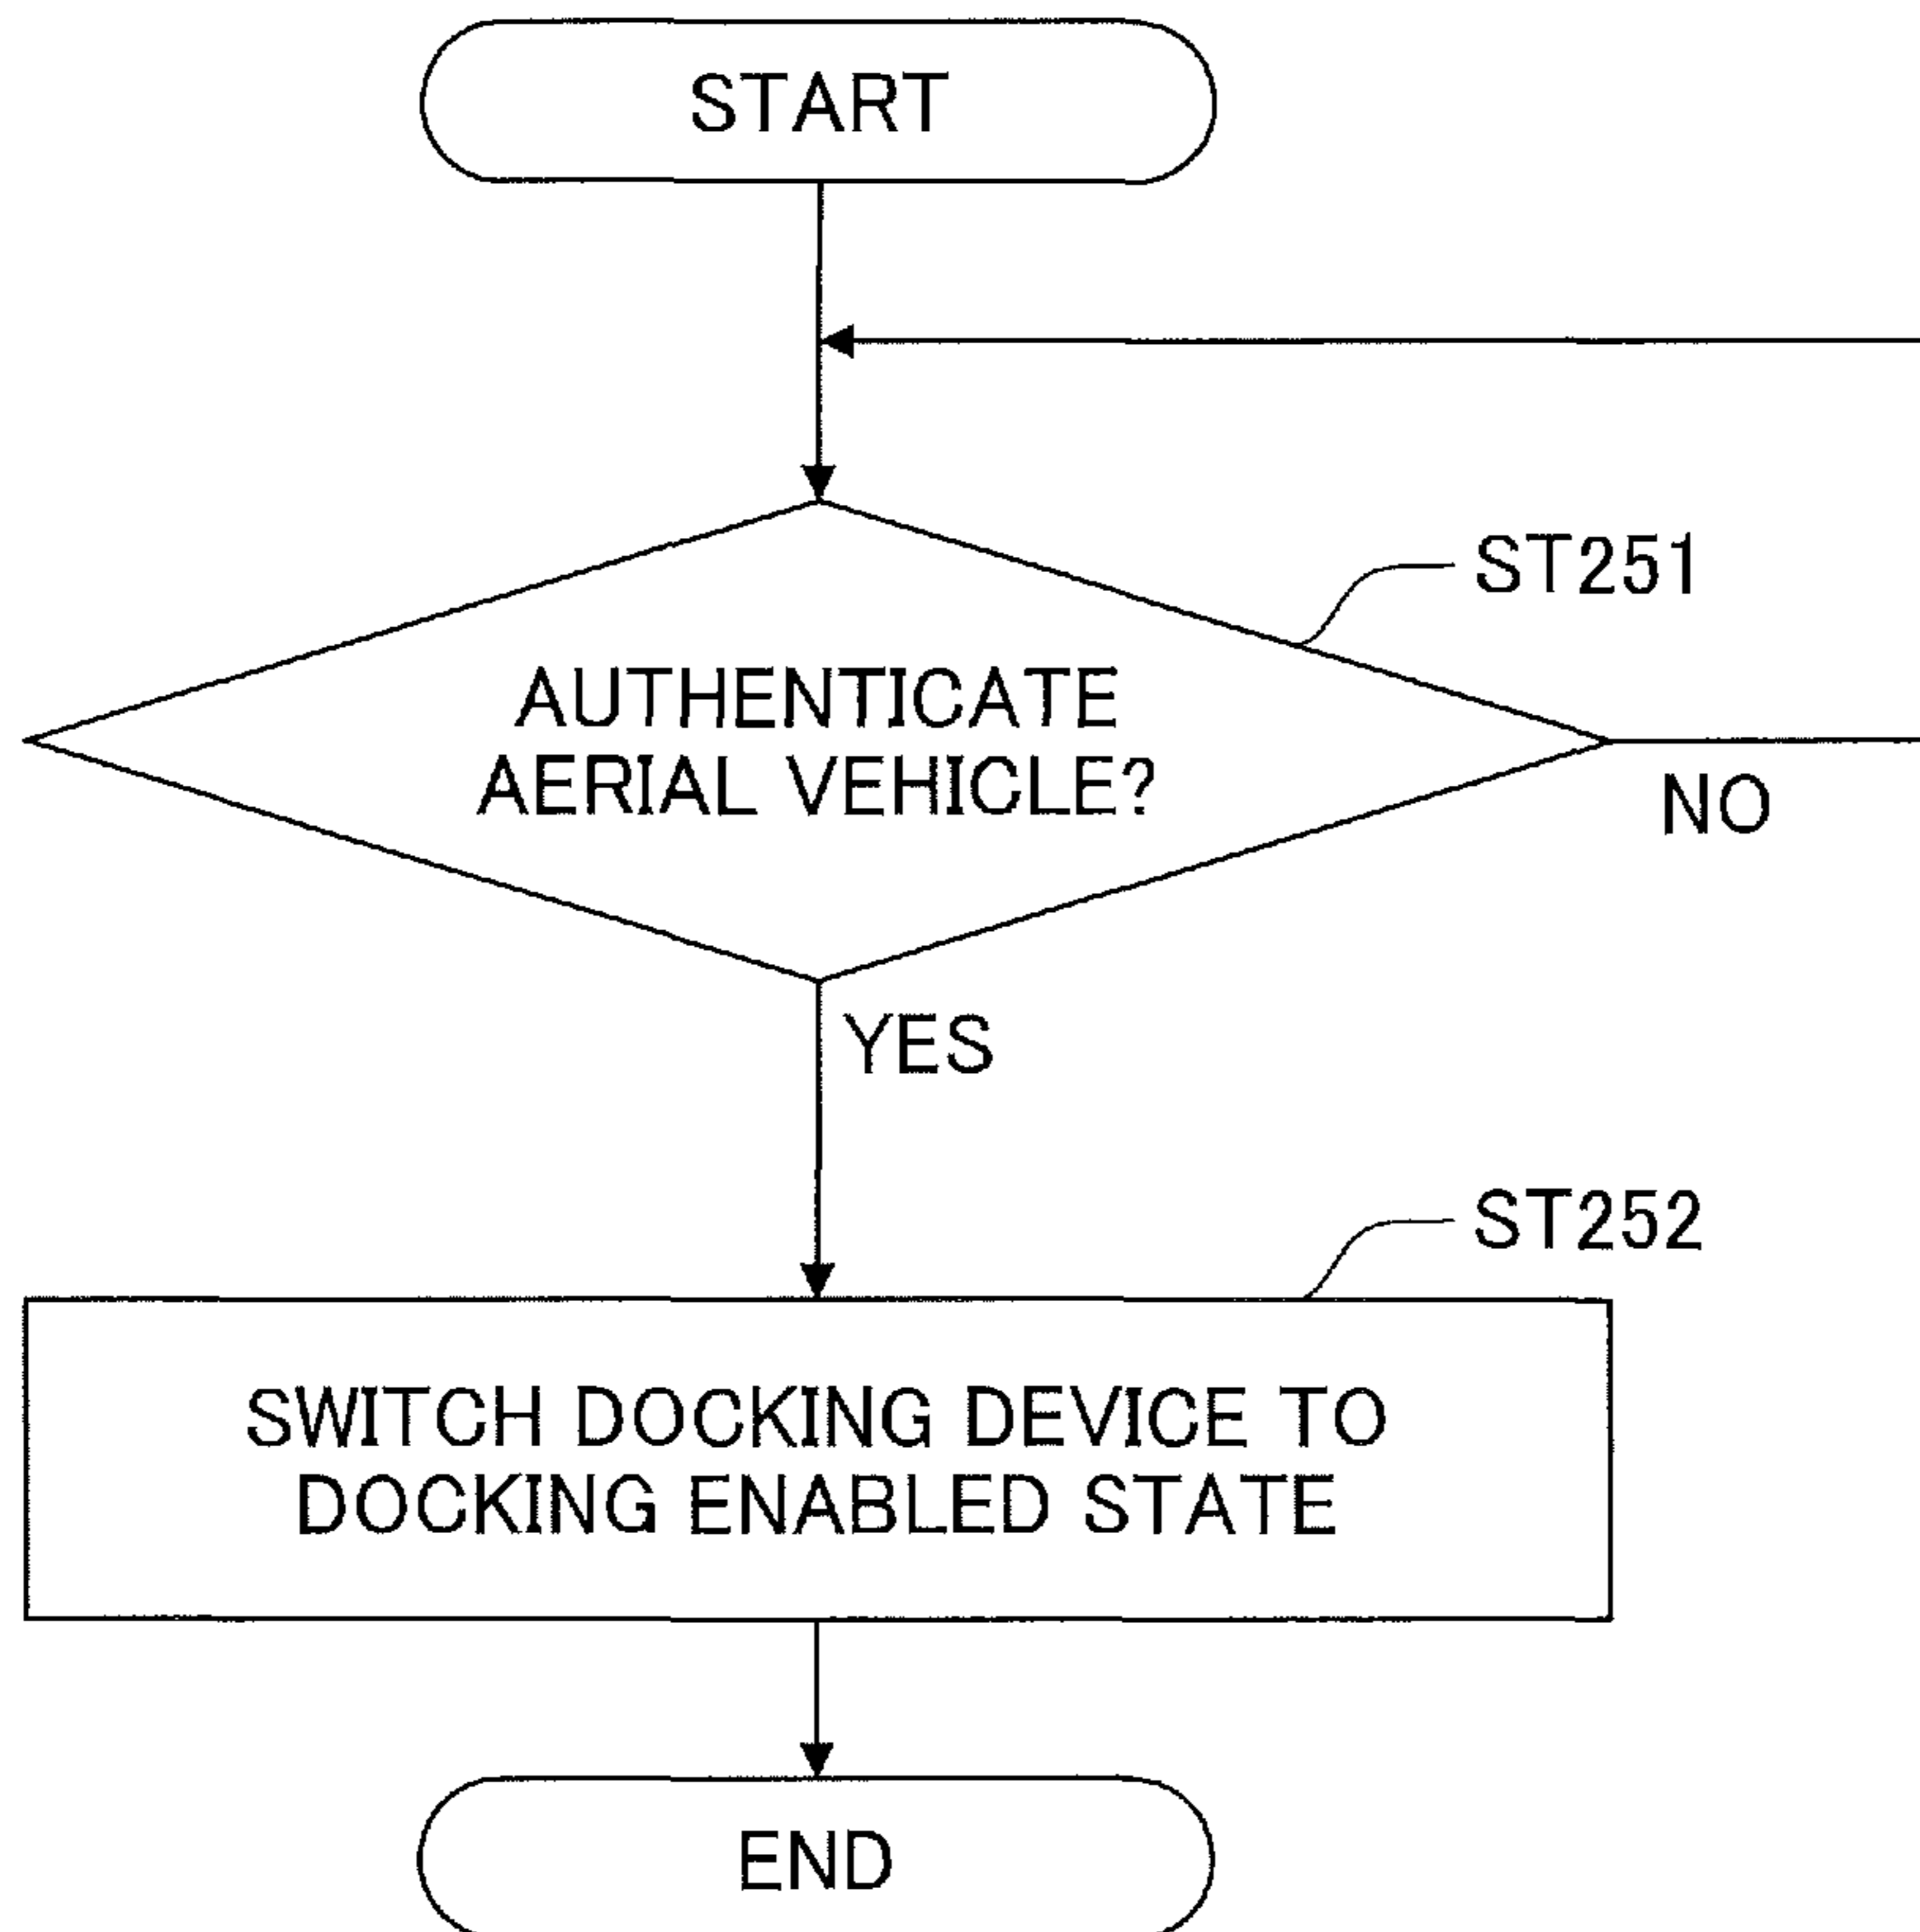 START
ST251
AUTHENTICATE
AERIAL VEHICLE?
NO
YES
ST252
SWITCH DOCKING DEVICE TO
DOCKING ENABLED STATE
END